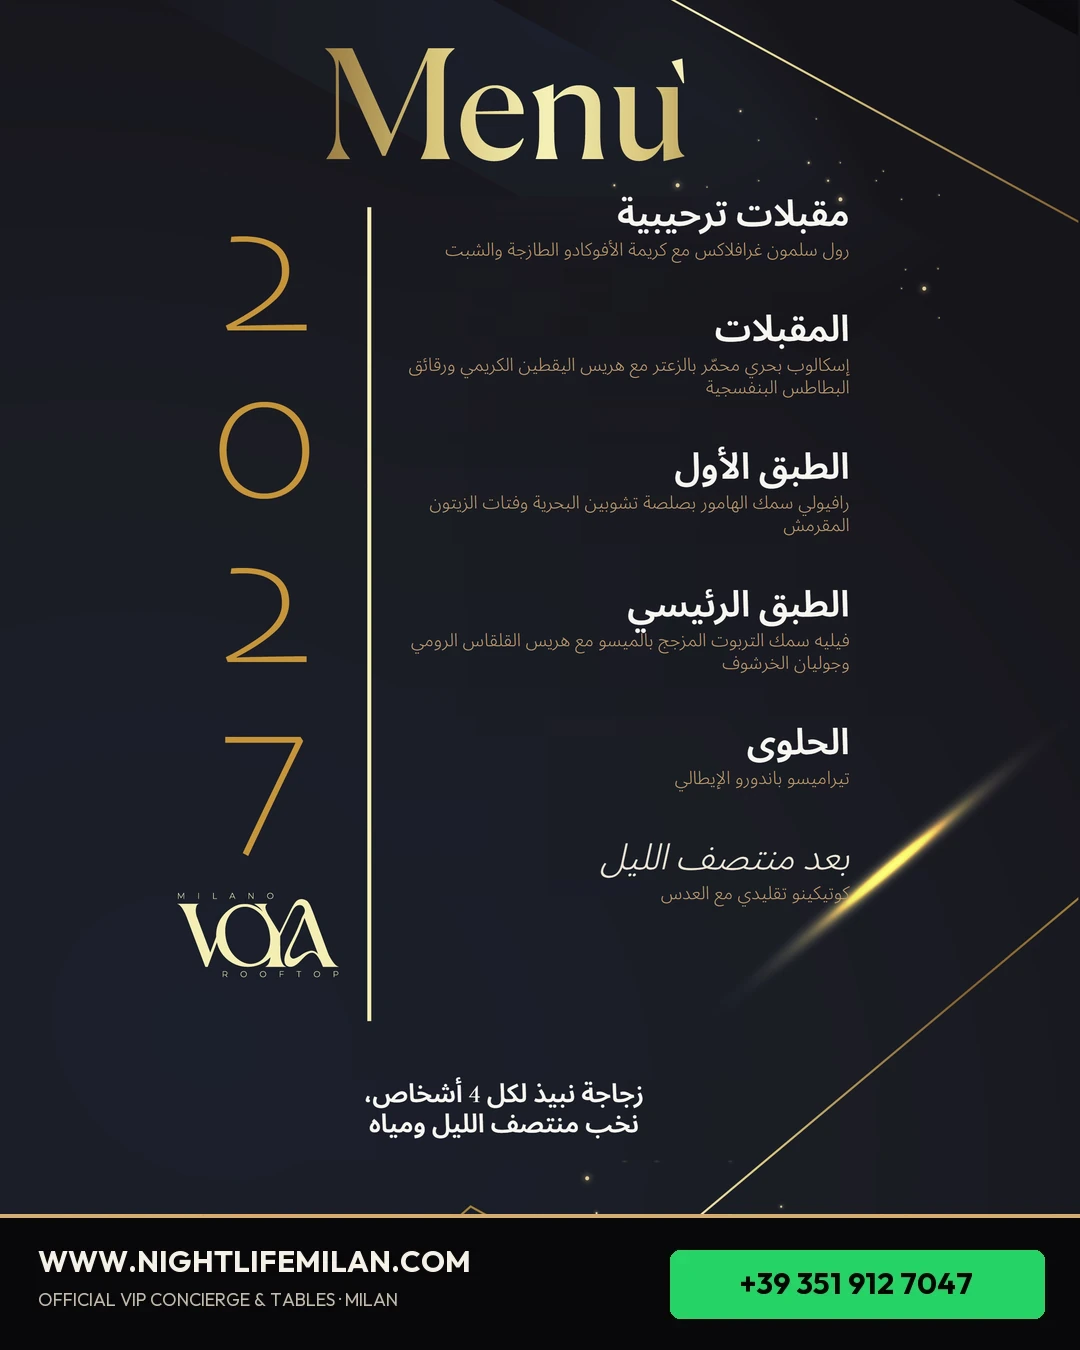 Menù
2
0
2
7
مقبلات ترحيبية
رول سلمون غرافلاكس مع كريمة الأفوكادو الطازجة والشبت
المقبلات
إسكالوب بحري محمّر بالزعتر مع هريس اليقطين الكريمي ورقائق
البطاطس البنفسجية
الطبق الأول
رافيولي سمك الهامور بصلصة تشوبين البحرية وفتات الزيتون
المقرمش
الطبق الرئيسي
فيليه سمك التربوت المزجج بالميسو مع هريس القلقاس الرومي
وجوليان الخرشوف
الحلوى
تيراميسو باندورو الإيطالي
بعد منتصف الليل
كوتيكينو تقليدي مع العدس
MILANO
VOYA
ROOFTOP
زجاجة نبيذ لكل 4 أشخاص،
نخب منتصف الليل ومياه
WWW.NIGHTLIFEMILAN.COM
OFFICIAL VIP CONCIERGE & TABLES · MILAN
+39 351 912 7047